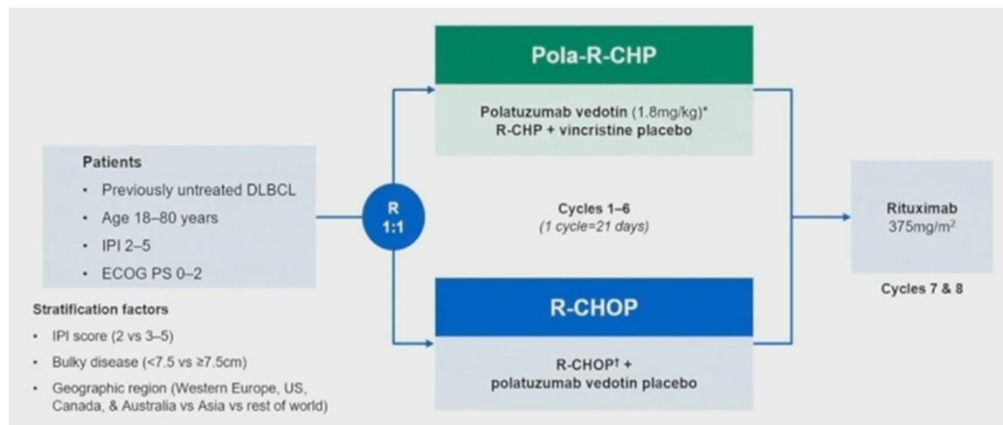 Pola-R-CHP
Polatuzumab vedotin (1.8mg/kg)*
R-CHP + vincristine placebo
Patients
• Previously untreated DLBCL
• Age 18–80 years
• IPI 2–5
• ECOG PS 0–2
R
1:1
Cycles 1–6
(1 cycle=21 days)
Rituximab
375mg/m²
Cycles 7 & 8
Stratification factors
• IPI score (2 vs 3–5)
• Bulky disease (<7.5 vs ≥7.5cm)
• Geographic region (Western Europe, US,
Canada, & Australia vs Asia vs rest of world)
R-CHOP
R-CHOP† +
polatuzumab vedotin placebo